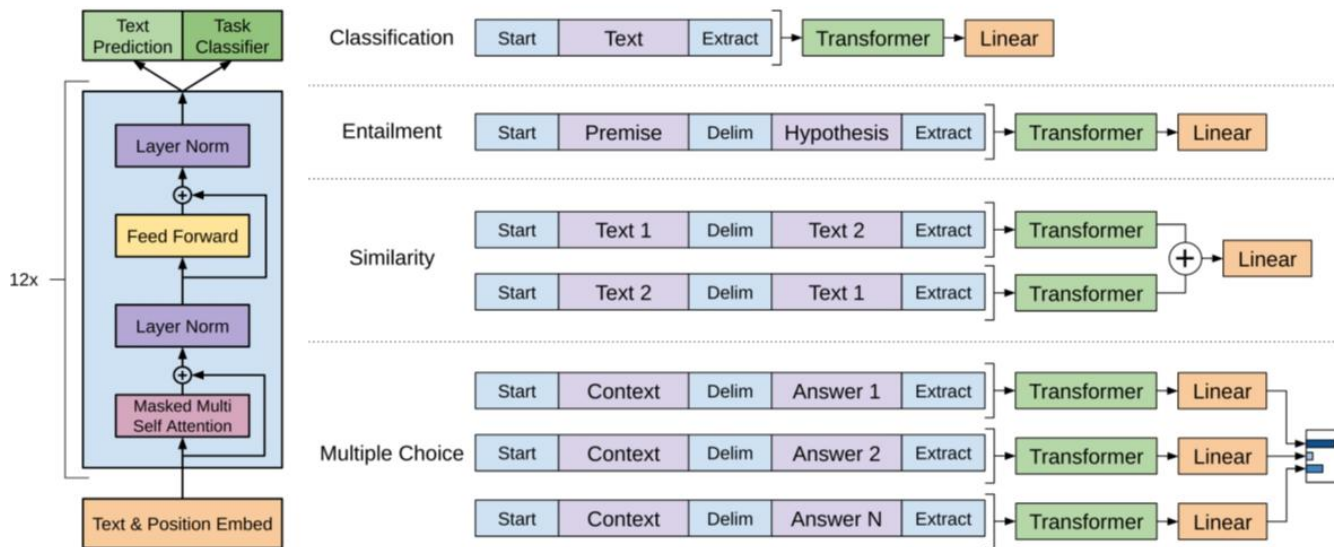 Text
Prediction
Task
Classifier
Layer Norm
+
Feed Forward
12x
Layer Norm
+
Masked Multi
Self Attention
Text & Position Embed
Classification
Start Text Extract Transformer Linear
Entailment
Start Premise Delim Hypothesis Extract Transformer Linear
Similarity
Start Text 1 Delim Text 2 Extract Transformer
+ Linear
Start Text 2 Delim Text 1 Extract Transformer
Multiple Choice
Start Context Delim Answer 1 Extract Transformer Linear
Start Context Delim Answer 2 Extract Transformer Linear
Start Context Delim Answer N Extract Transformer Linear